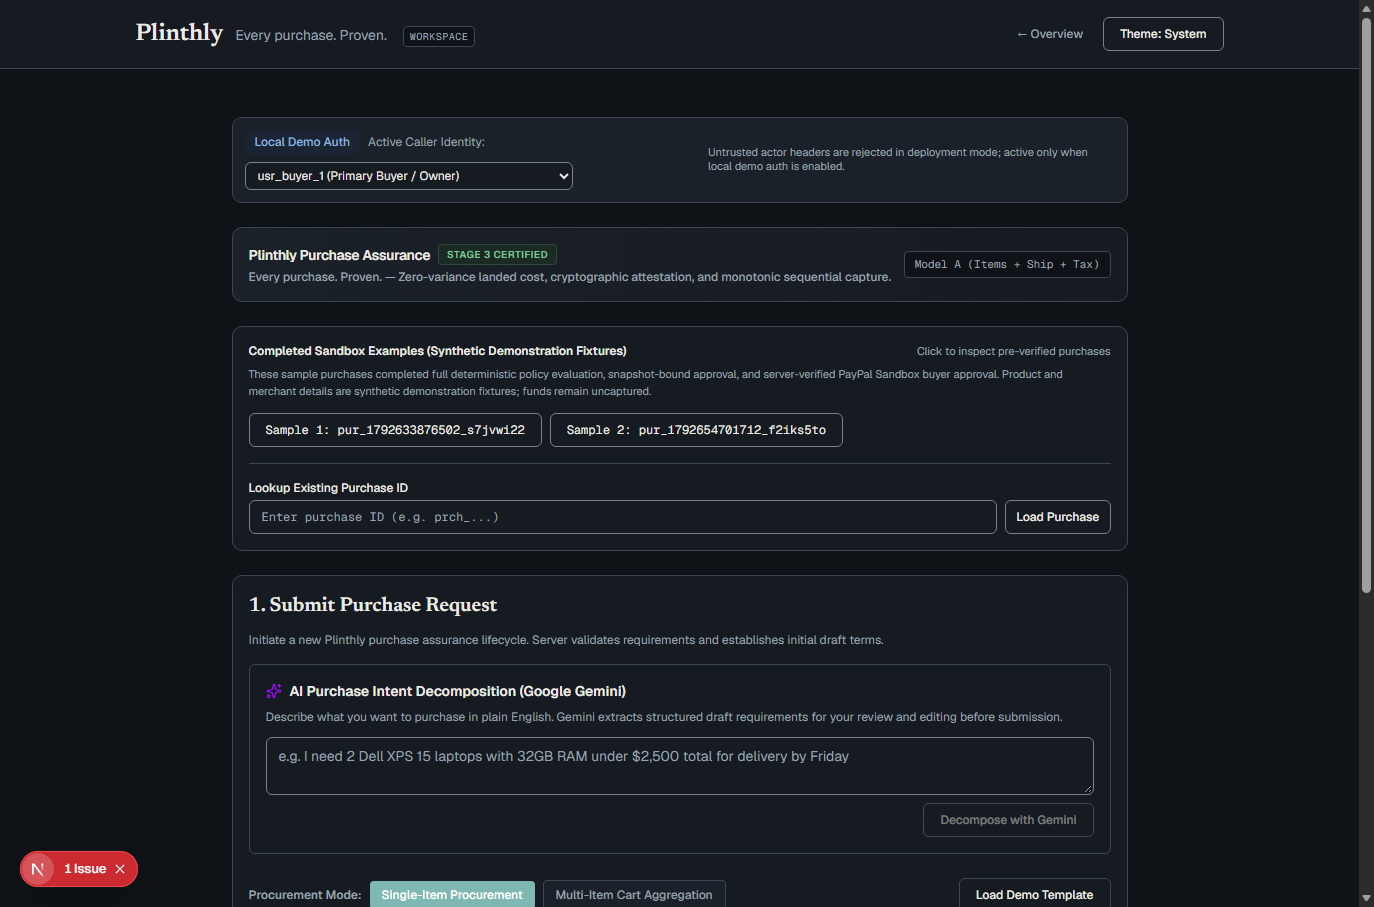 Plinthly Every purchase. Proven. WORKSPACE ← Overview Theme: System
Local Demo Auth Active Caller Identity:
usr_buyer_1 (Primary Buyer / Owner)
Untrusted actor headers are rejected in deployment mode; active only when
local demo auth is enabled.
Plinthly Purchase Assurance STAGE 3 CERTIFIED
Every purchase. Proven. — Zero-variance landed cost, cryptographic attestation, and monotonic sequential capture.
Model A (Items + Ship + Tax)
Completed Sandbox Examples (Synthetic Demonstration Fixtures) Click to inspect pre-verified purchases
These sample purchases completed full deterministic policy evaluation, snapshot-bound approval, and server-verified PayPal Sandbox buyer approval. Product and
merchant details are synthetic demonstration fixtures; funds remain uncaptured.
Sample 1: pur_1792633876502_s7jvwi22 Sample 2: pur_1792654701712_f2iks5to
Lookup Existing Purchase ID
Enter purchase ID (e.g. prch_...) Load Purchase
1. Submit Purchase Request
Initiate a new Plinthly purchase assurance lifecycle. Server validates requirements and establishes initial draft terms.
AI Purchase Intent Decomposition (Google Gemini)
Describe what you want to purchase in plain English. Gemini extracts structured draft requirements for your review and editing before submission.
e.g. I need 2 Dell XPS 15 laptops with 32GB RAM under $2,500 total for delivery by Friday
Decompose with Gemini
N 1 Issue
Procurement Mode: Single-Item Procurement Multi-Item Cart Aggregation Load Demo Template